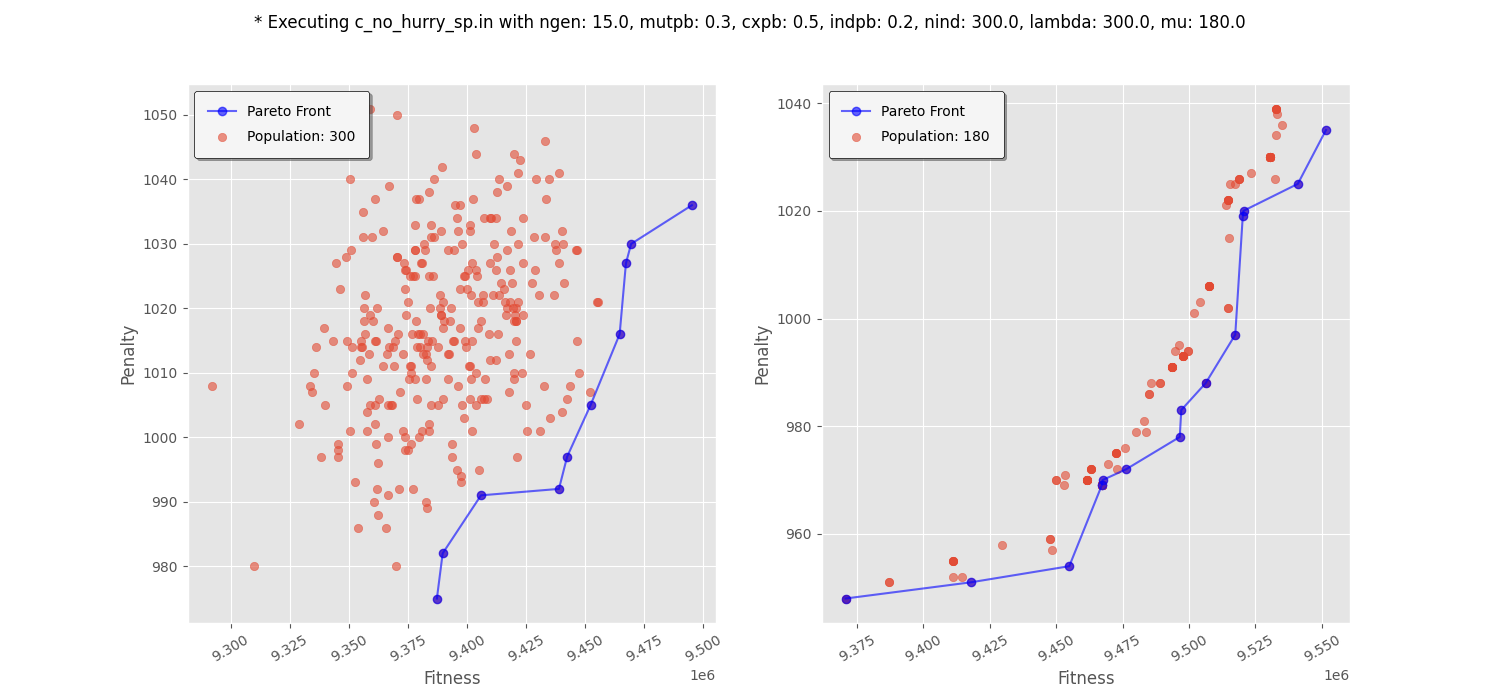 * Executing c_no_hurry_sp.in with ngen: 15.0, mutpb: 0.3, cxpb: 0.5, indpb: 0.2, nind: 300.0, lambda: 300.0, mu: 180.0
Pareto Front
Population: 300
1050
1040
1030
1020
1010
1000
990
980
Penalty
9.300
9.325
9.350
9.375
9.400
9.425
9.450
9.475
9.500
1e6
Fitness
Pareto Front
Population: 180
1040
1020
1000
980
960
Penalty
9.375
9.400
9.425
9.450
9.475
9.500
9.525
9.550
1e6
Fitness